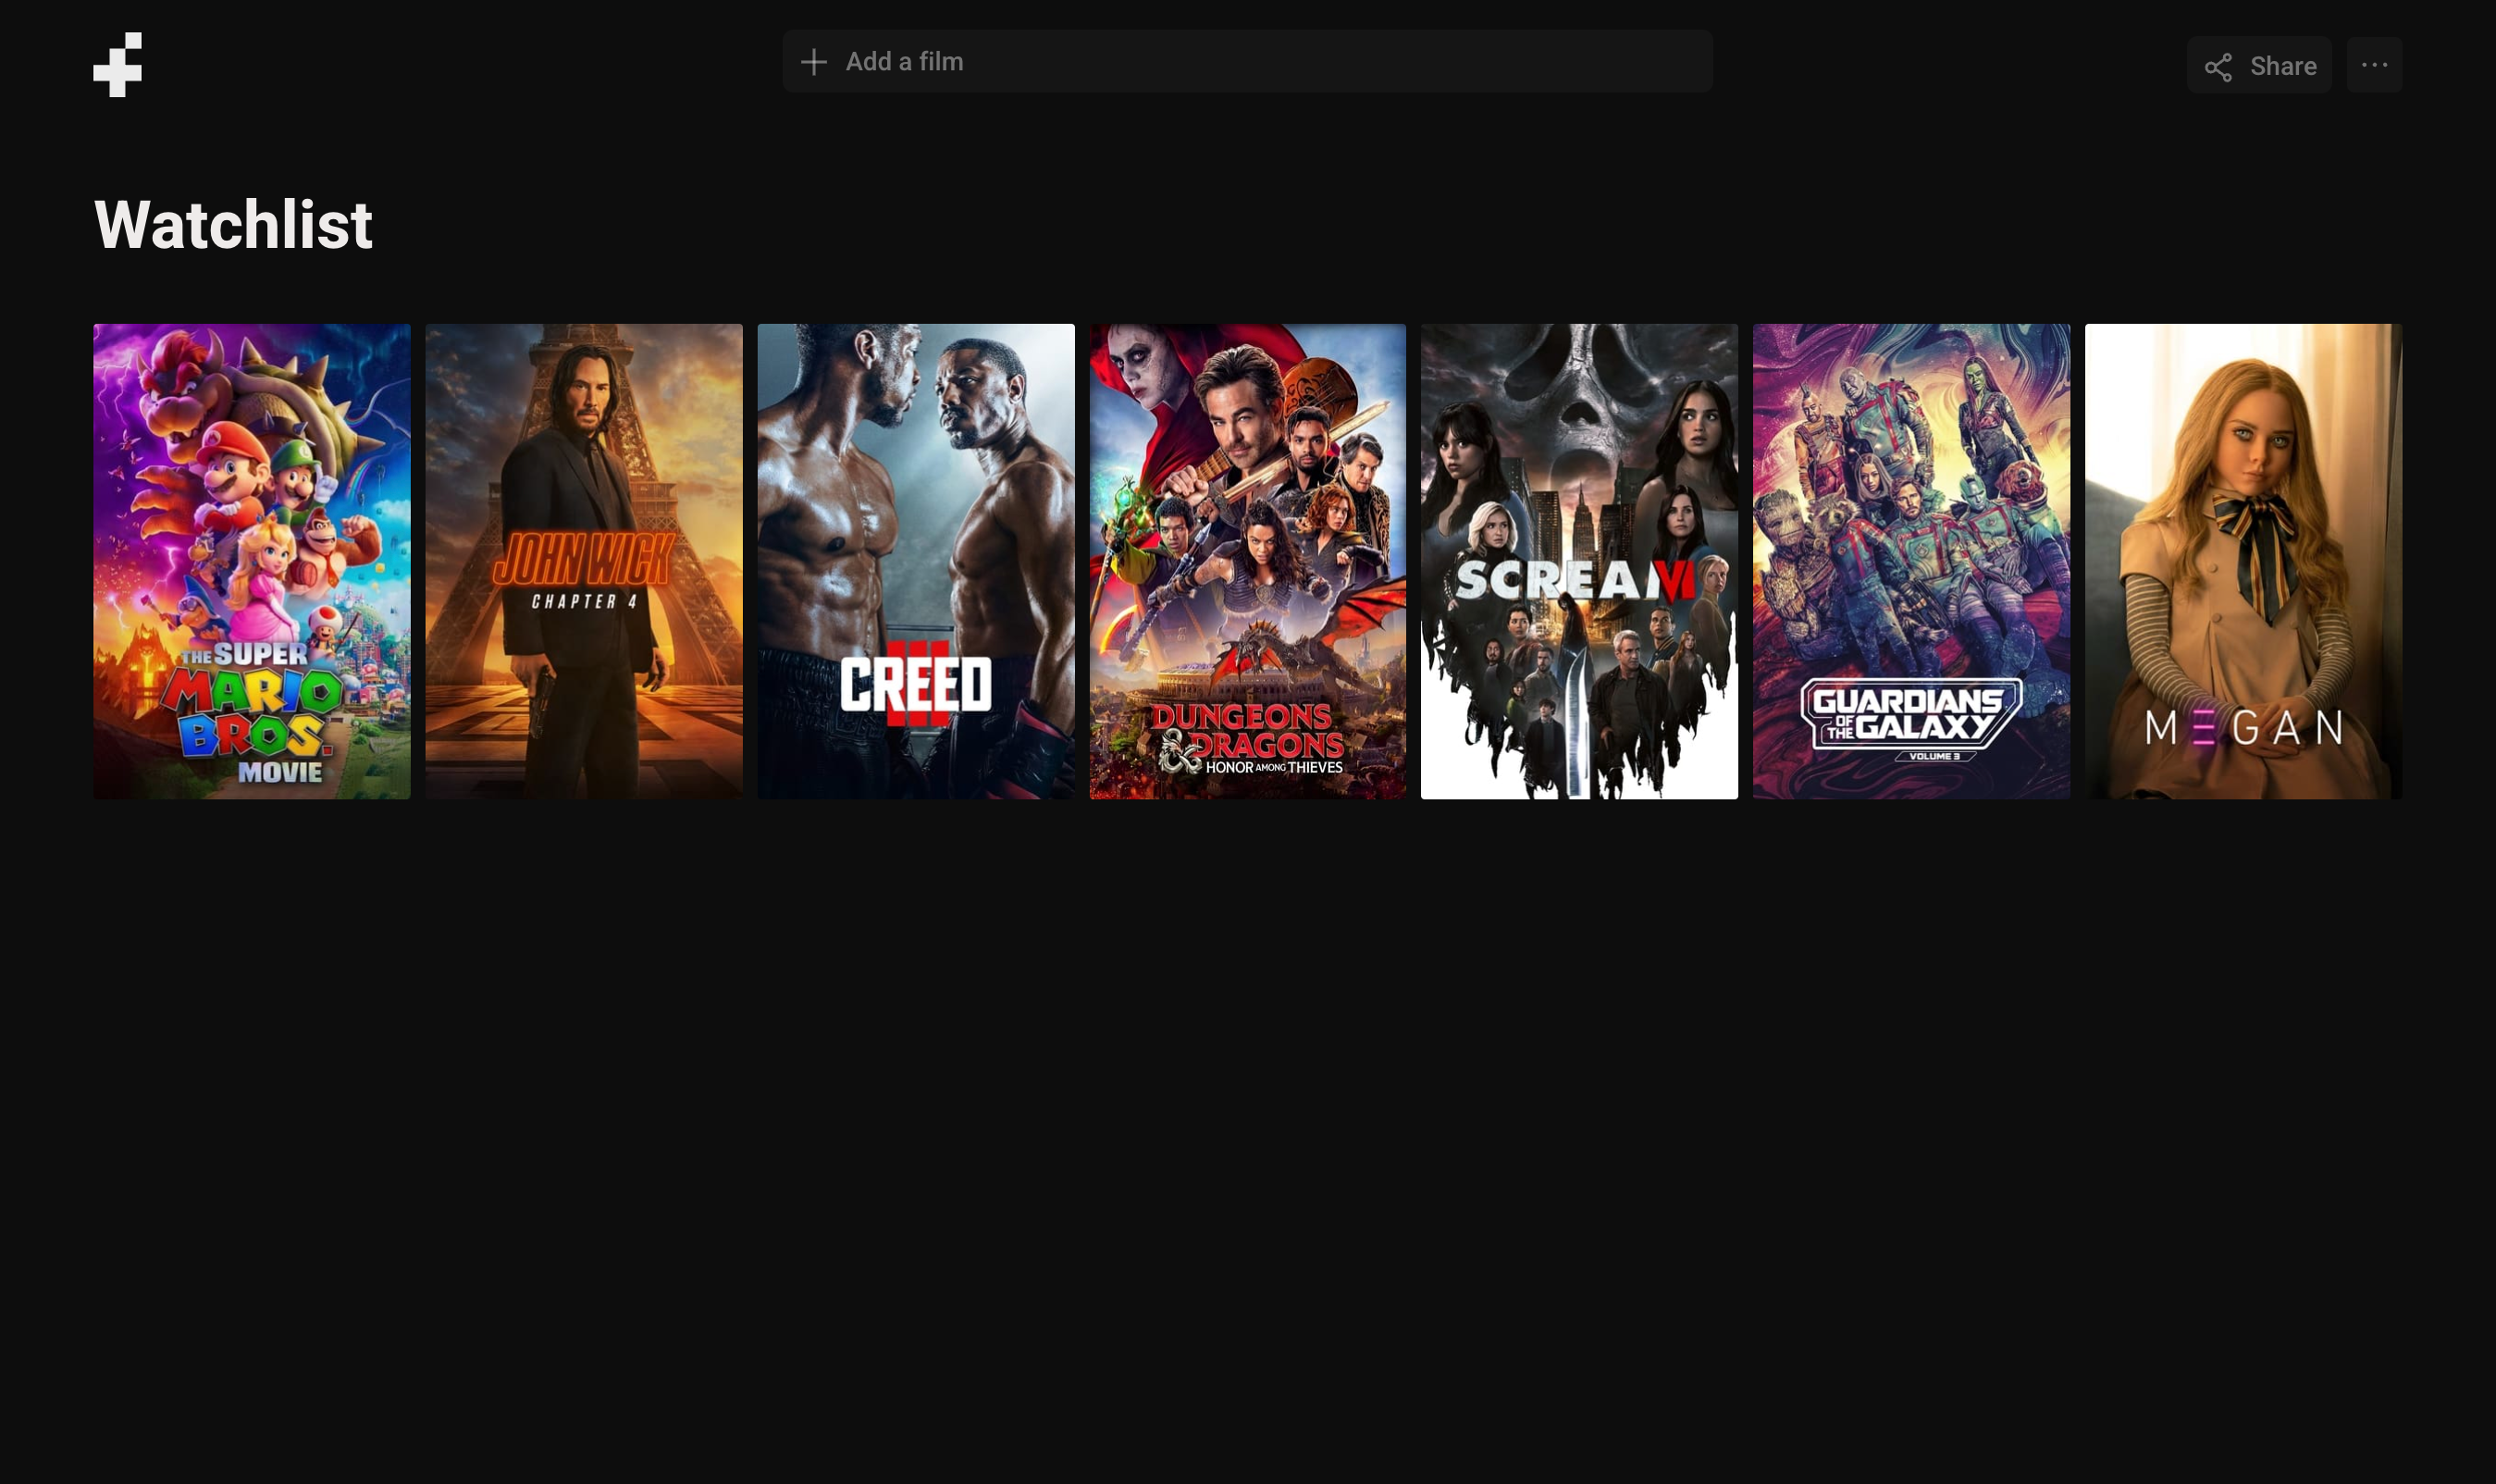 Add a film
Share
Watchlist
THE SUPER
MARIO
BROS.
MOVIE
JOHN WICK
CHAPTER 4
CREED
III
DUNGEONS
& DRAGONS
HONOR AMONG THIEVES
SCREAM VI
GUARDIANS
OF THE GALAXY
VOLUME 3
M3GAN